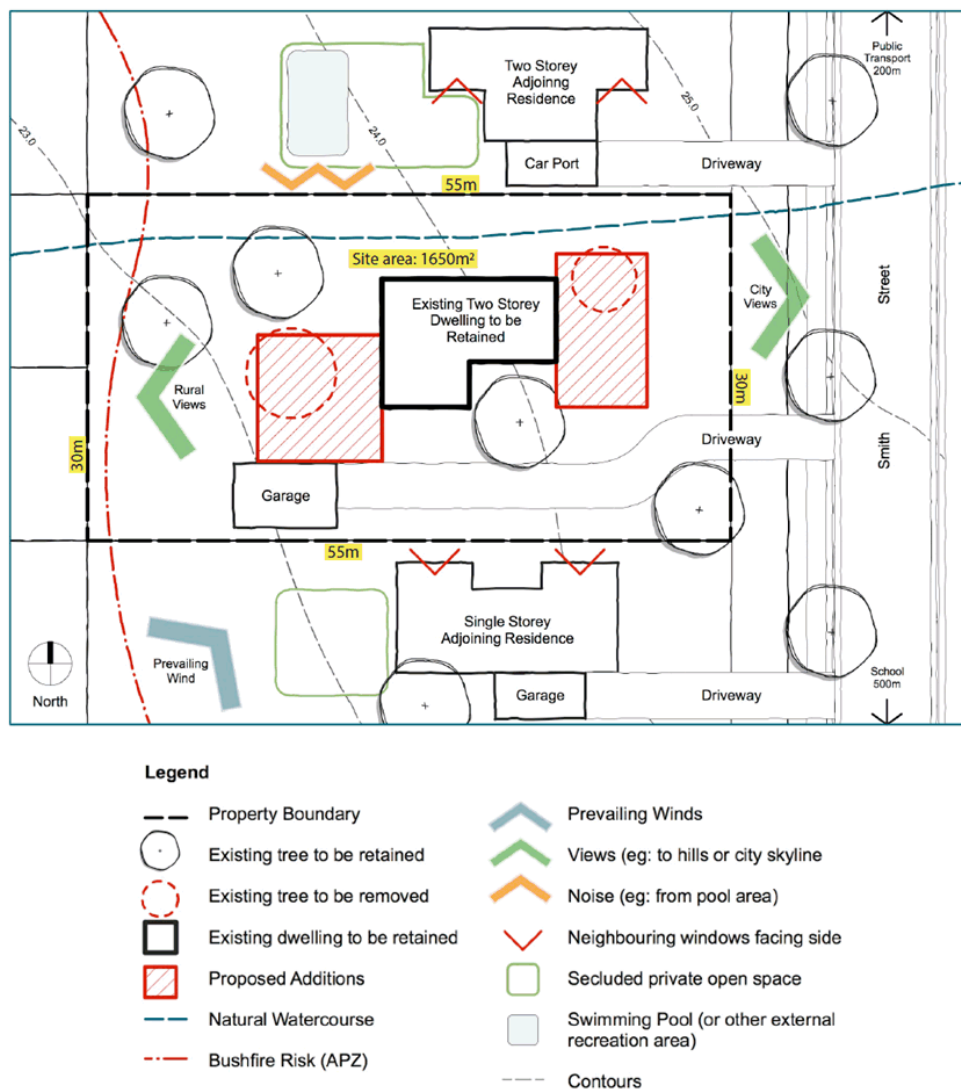 Public
Transport
200m
Two Storey
Adjoining
Residence
25.0
24.0
23.0
Car Port
Driveway
55m
Site area: 1650m²
Existing Two Storey
Dwelling to be
Retained
City
Views
Street
Rural
Views
30m
30m
Driveway
Smith
Garage
55m
Single Storey
Adjoining Residence
Prevailing
Wind
North
Garage
Driveway
School
500m
Legend
Property Boundary
Existing tree to be retained
Existing tree to be removed
Existing dwelling to be retained
Proposed Additions
Natural Watercourse
Bushfire Risk (APZ)
Prevailing Winds
Views (eg: to hills or city skyline
Noise (eg: from pool area)
Neighbouring windows facing side
Secluded private open space
Swimming Pool (or other external
recreation area)
Contours